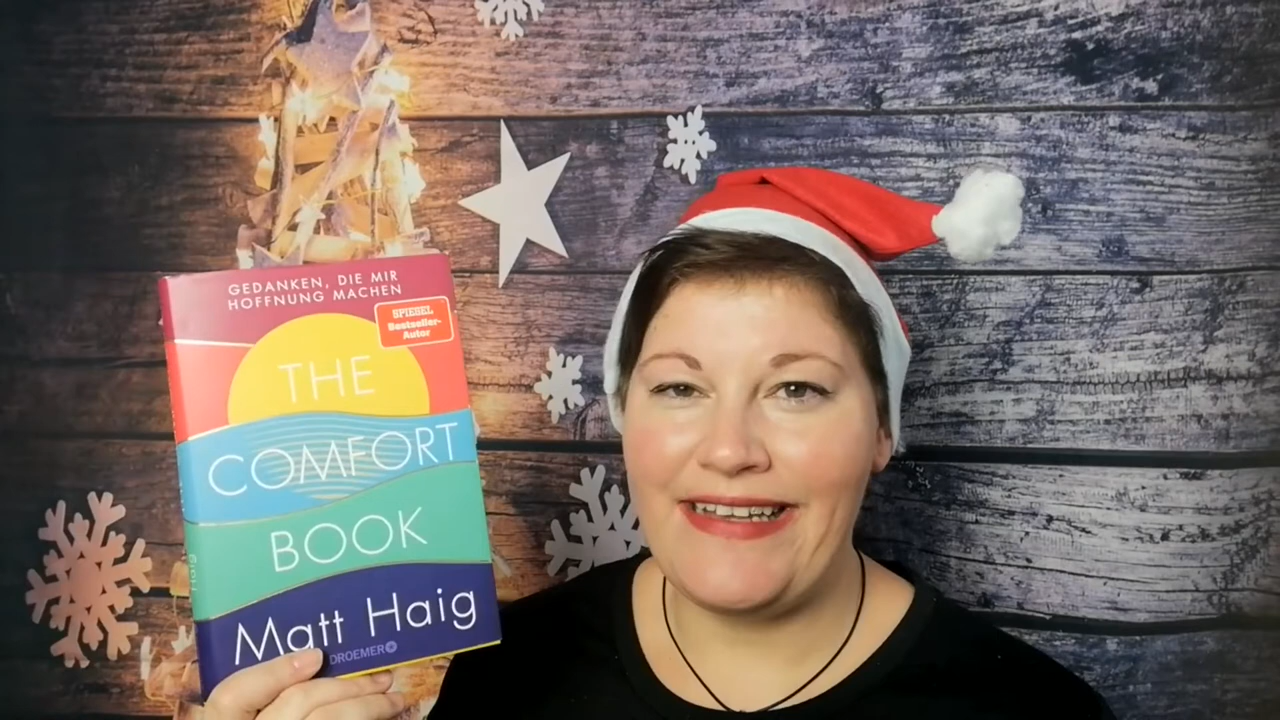 GEDANKEN, DIE MIR
HOFFNUNG MACHEN
SPIEGEL
Bestseller-
Autor
THE
COMFORT
BOOK
Matt Haig
DROEMER